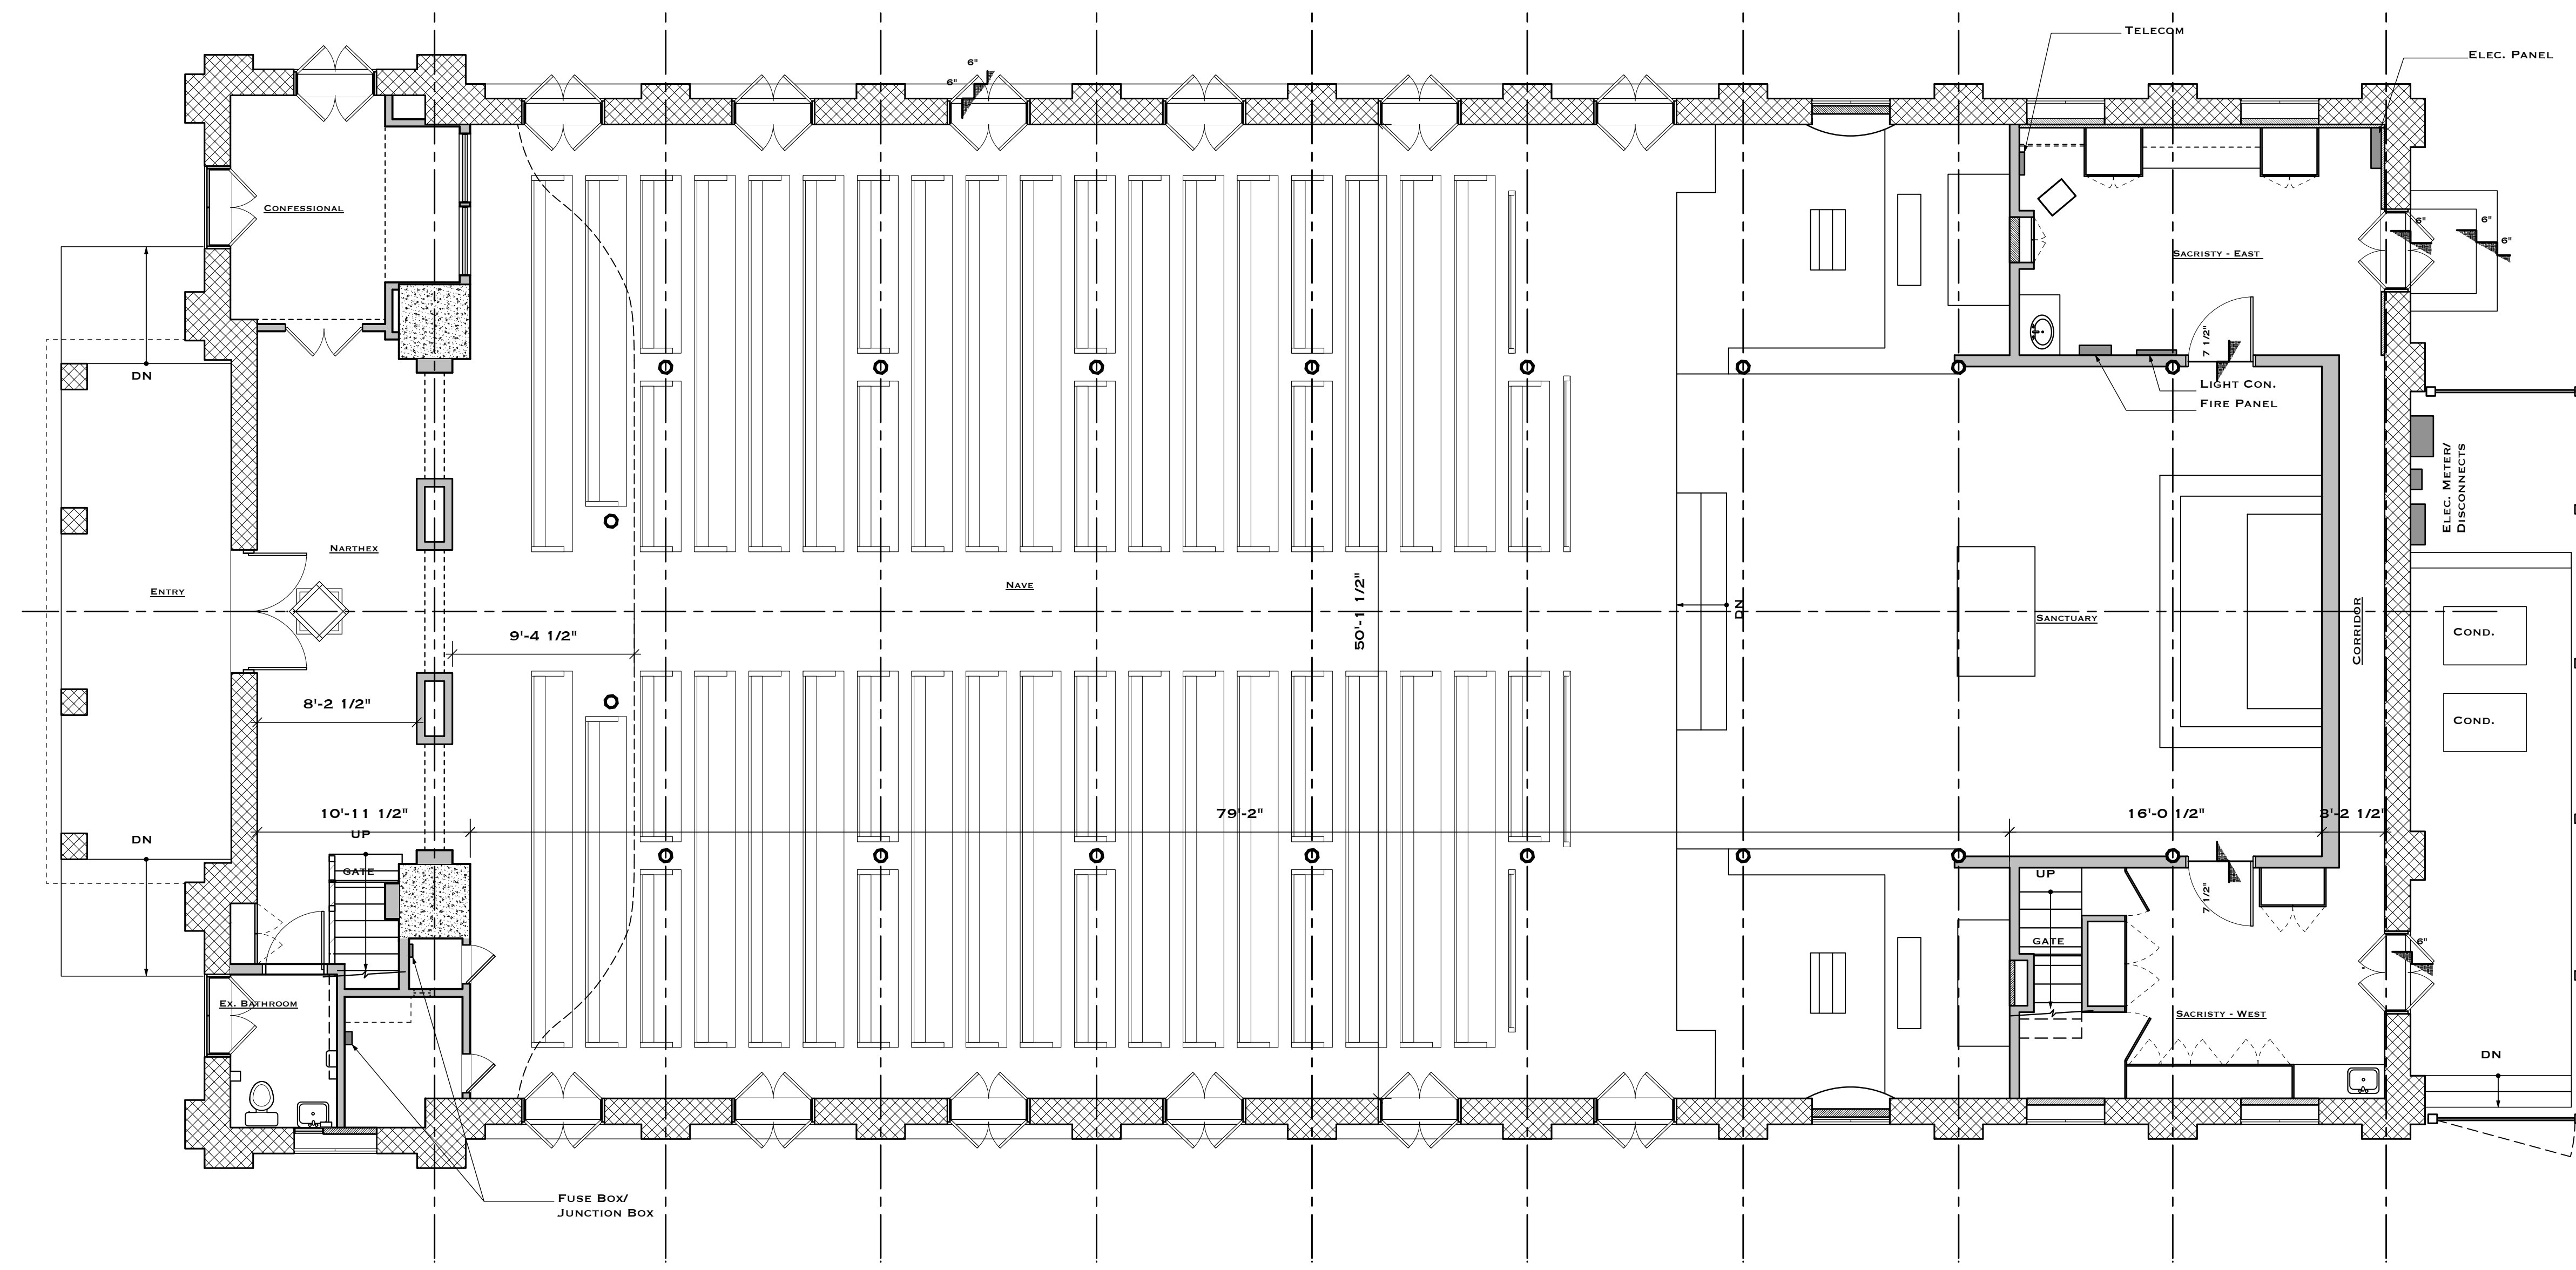 Telecom
Elec. Panel
6"
6"
Confessional
6"
6"
6"
Sacristy - East
7 1/2"
DN
Light Con.
Fire Panel
Elec. Meter/
Disconnects
Narthex
Entry
Nave
50'-1 1/2"
DN
Sanctuary
Corridor
Cond.
9'-4 1/2"
8'-2 1/2"
Cond.
10'-11 1/2"
79'-2"
16'-0 1/2"
3'-2 1/2"
UP
DN
Gate
UP
7 1/2"
Gate
6"
Ex. Bathroom
Sacristy - West
DN
Fuse Box/
Junction Box